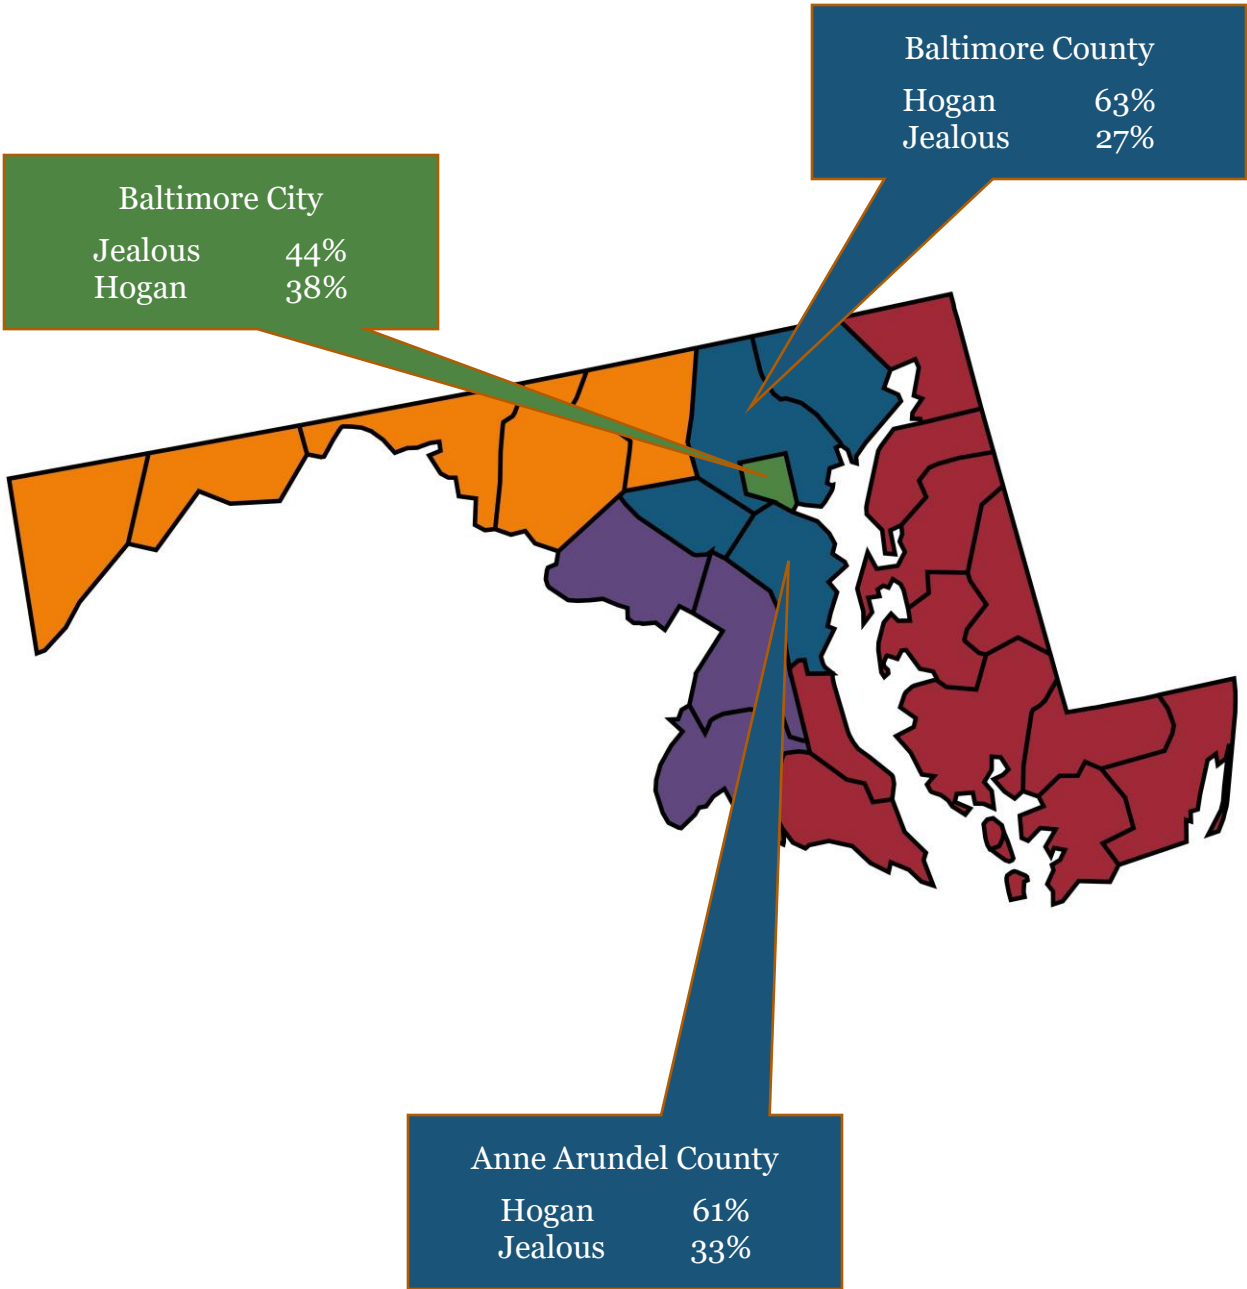 Baltimore County
Hogan 63%
Jealous 27%
Baltimore City
Jealous 44%
Hogan 38%
Anne Arundel County
Hogan 61%
Jealous 33%